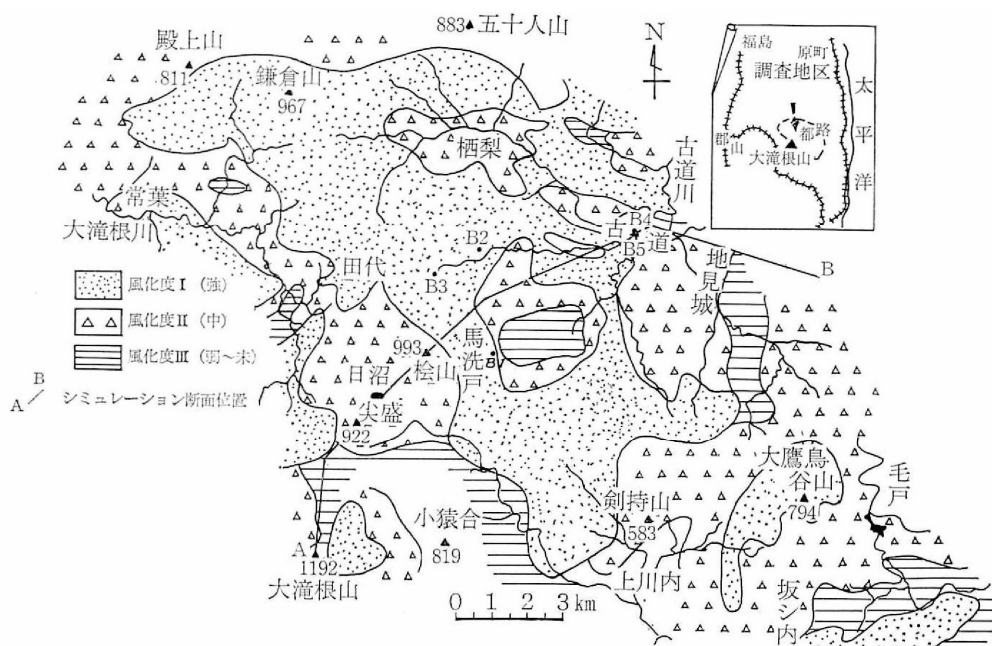 883 五十人山
殿上山
811
鎌倉山
967
N
福島
原町
調査地区
太平洋
郡山
都路
大滝根山
栖梨
古道川
常葉
大滝根川
古道
B4
B5
B2
B3
B
田代
地見城
風化度Ⅰ (強)
風化度Ⅱ (中)
風化度Ⅲ (弱〜未)
B
A
シミュレーション断面位置
993
桧山
馬洗戸
日沼
尖盛
922
大鷹鳥谷山
794
毛戸
剣持山
583
小猿合
819
A
1192
大滝根山
上川内
坂シ内
0 1 2 3 km